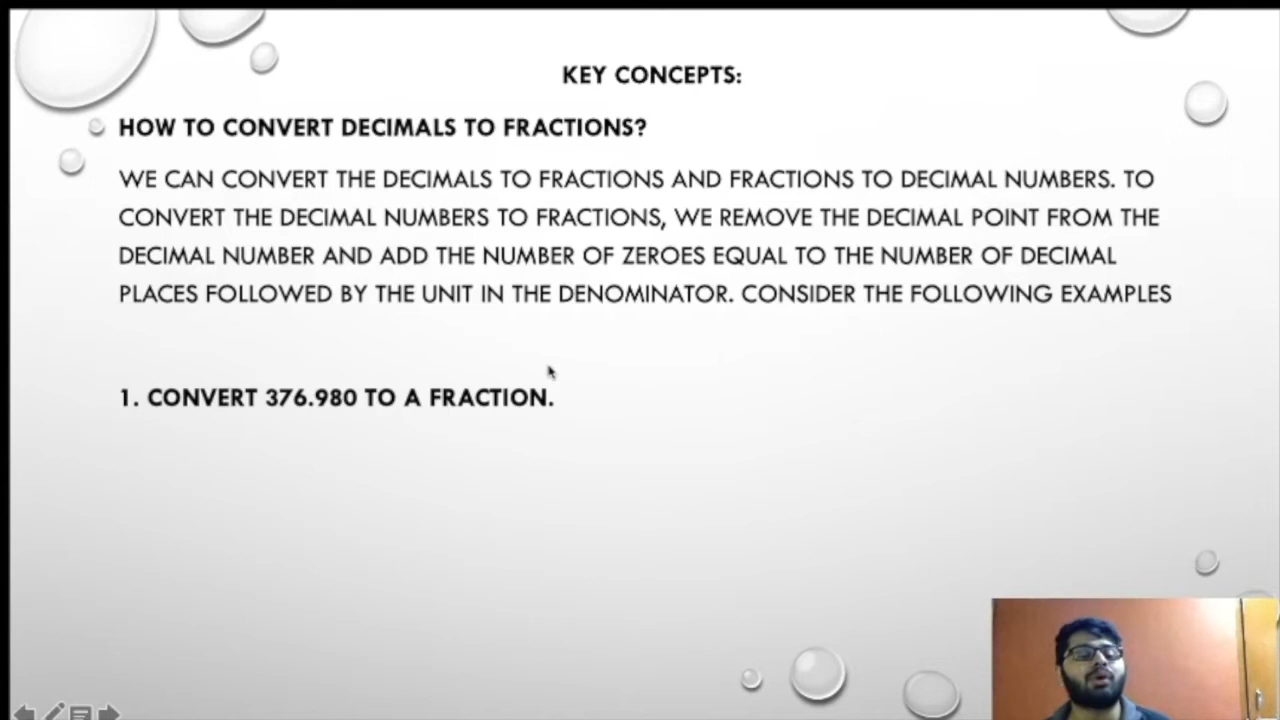 KEY CONCEPTS:
HOW TO CONVERT DECIMALS TO FRACTIONS?
WE CAN CONVERT THE DECIMALS TO FRACTIONS AND FRACTIONS TO DECIMAL NUMBERS. TO
CONVERT THE DECIMAL NUMBERS TO FRACTIONS, WE REMOVE THE DECIMAL POINT FROM THE
DECIMAL NUMBER AND ADD THE NUMBER OF ZEROES EQUAL TO THE NUMBER OF DECIMAL
PLACES FOLLOWED BY THE UNIT IN THE DENOMINATOR. CONSIDER THE FOLLOWING EXAMPLES
1. CONVERT 376.980 TO A FRACTION.